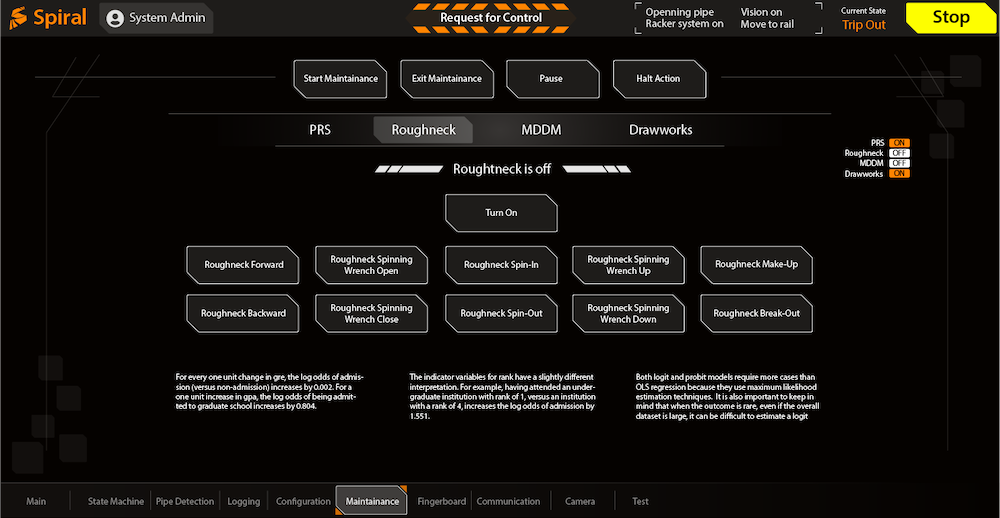 Spiral
System Admin
Request for Control
Openning pipe
Racker system on
Vision on
Move to rail
Current State
Trip Out
Stop
Start Maintainance
Exit Maintainance
Pause
Halt Action
PRS
Roughneck
MDDM
Drawworks
PRS ON
Roughneck OFF
MDDM OFF
Drawworks ON
Roughtneck is off
Turn On
Roughneck Forward
Roughneck Spinning
Wrench Open
Roughneck Spin-In
Roughneck Spinning
Wrench Up
Roughneck Make-Up
Roughneck Backward
Roughneck Spinning
Wrench Close
Roughneck Spin-Out
Roughneck Spinning
Wrench Down
Roughneck Break-Out
For every one unit change in gre, the log odds of admis-
sion (versus non-admission) increases by 0.002. For a
one unit increase in gpa, the log odds of being admit-
ted to graduate school increases by 0.804.
The indicator variables for rank have a slightly different
interpretation. For example, having attended an under-
graduate institution with rank of 1, versus an institution
with a rank of 4, increases the log odds of admission by
1.551.
Both logit and probit models require more cases than
OLS regression because they use maximum likelihood
estimation techniques. It is also important to keep in
mind that when the outcome is rare, even if the overall
dataset is large, it can be difficult to estimate a logit
Main
State Machine
Pipe Detection
Logging
Configuration
Maintainance
Fingerboard
Communication
Camera
Test